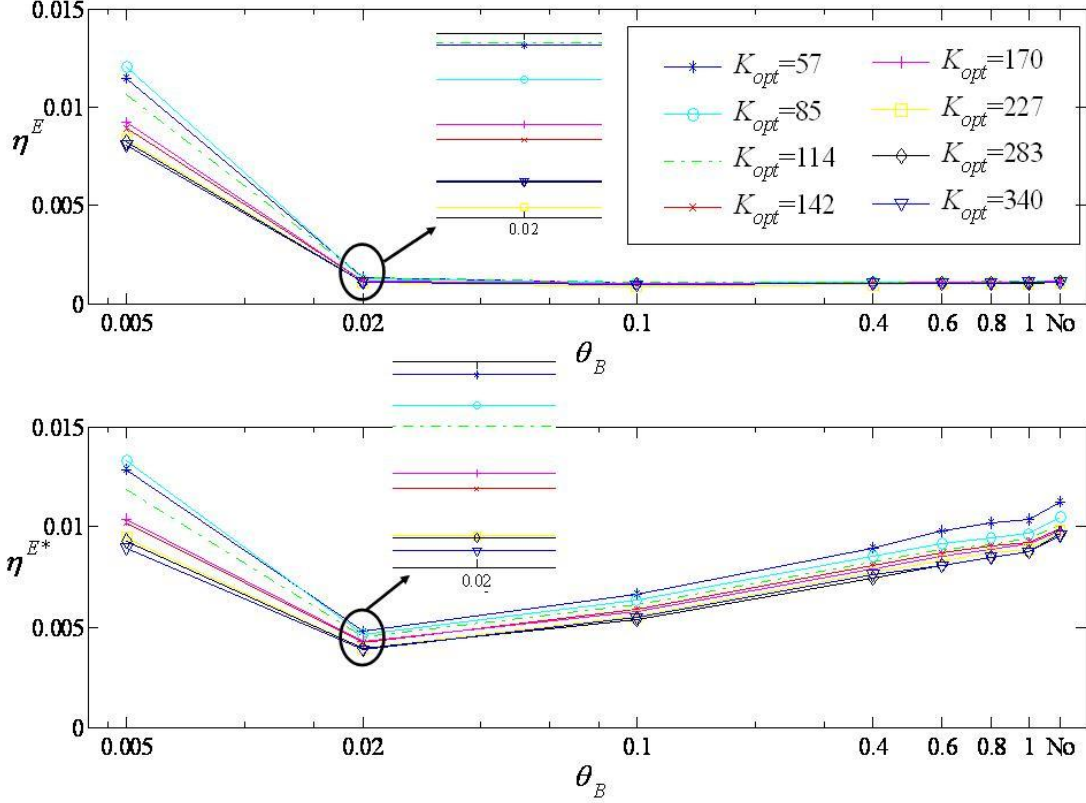 0.015
0.01
0.005
0
η^E
0.02
K_opt=57
K_opt=85
K_opt=114
K_opt=142
K_opt=170
K_opt=227
K_opt=283
K_opt=340
0.005 0.02 0.1 0.4 0.6 0.8 1 No
θ_B
0.015
0.01
0.005
0
η^E*
0.02
0.005 0.02 0.1 0.4 0.6 0.8 1 No
θ_B